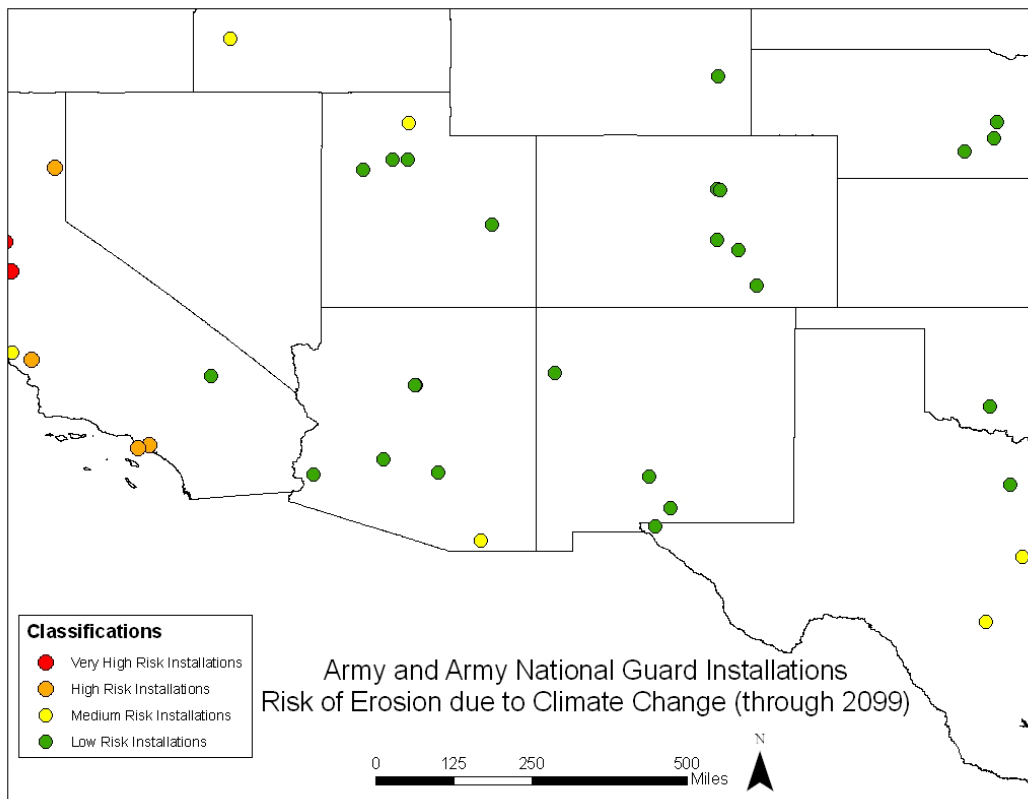 Classifications
Very High Risk Installations
High Risk Installations
Medium Risk Installations
Low Risk Installations
Army and Army National Guard Installations
Risk of Erosion due to Climate Change (through 2099)
N
0 125 250 500
Miles